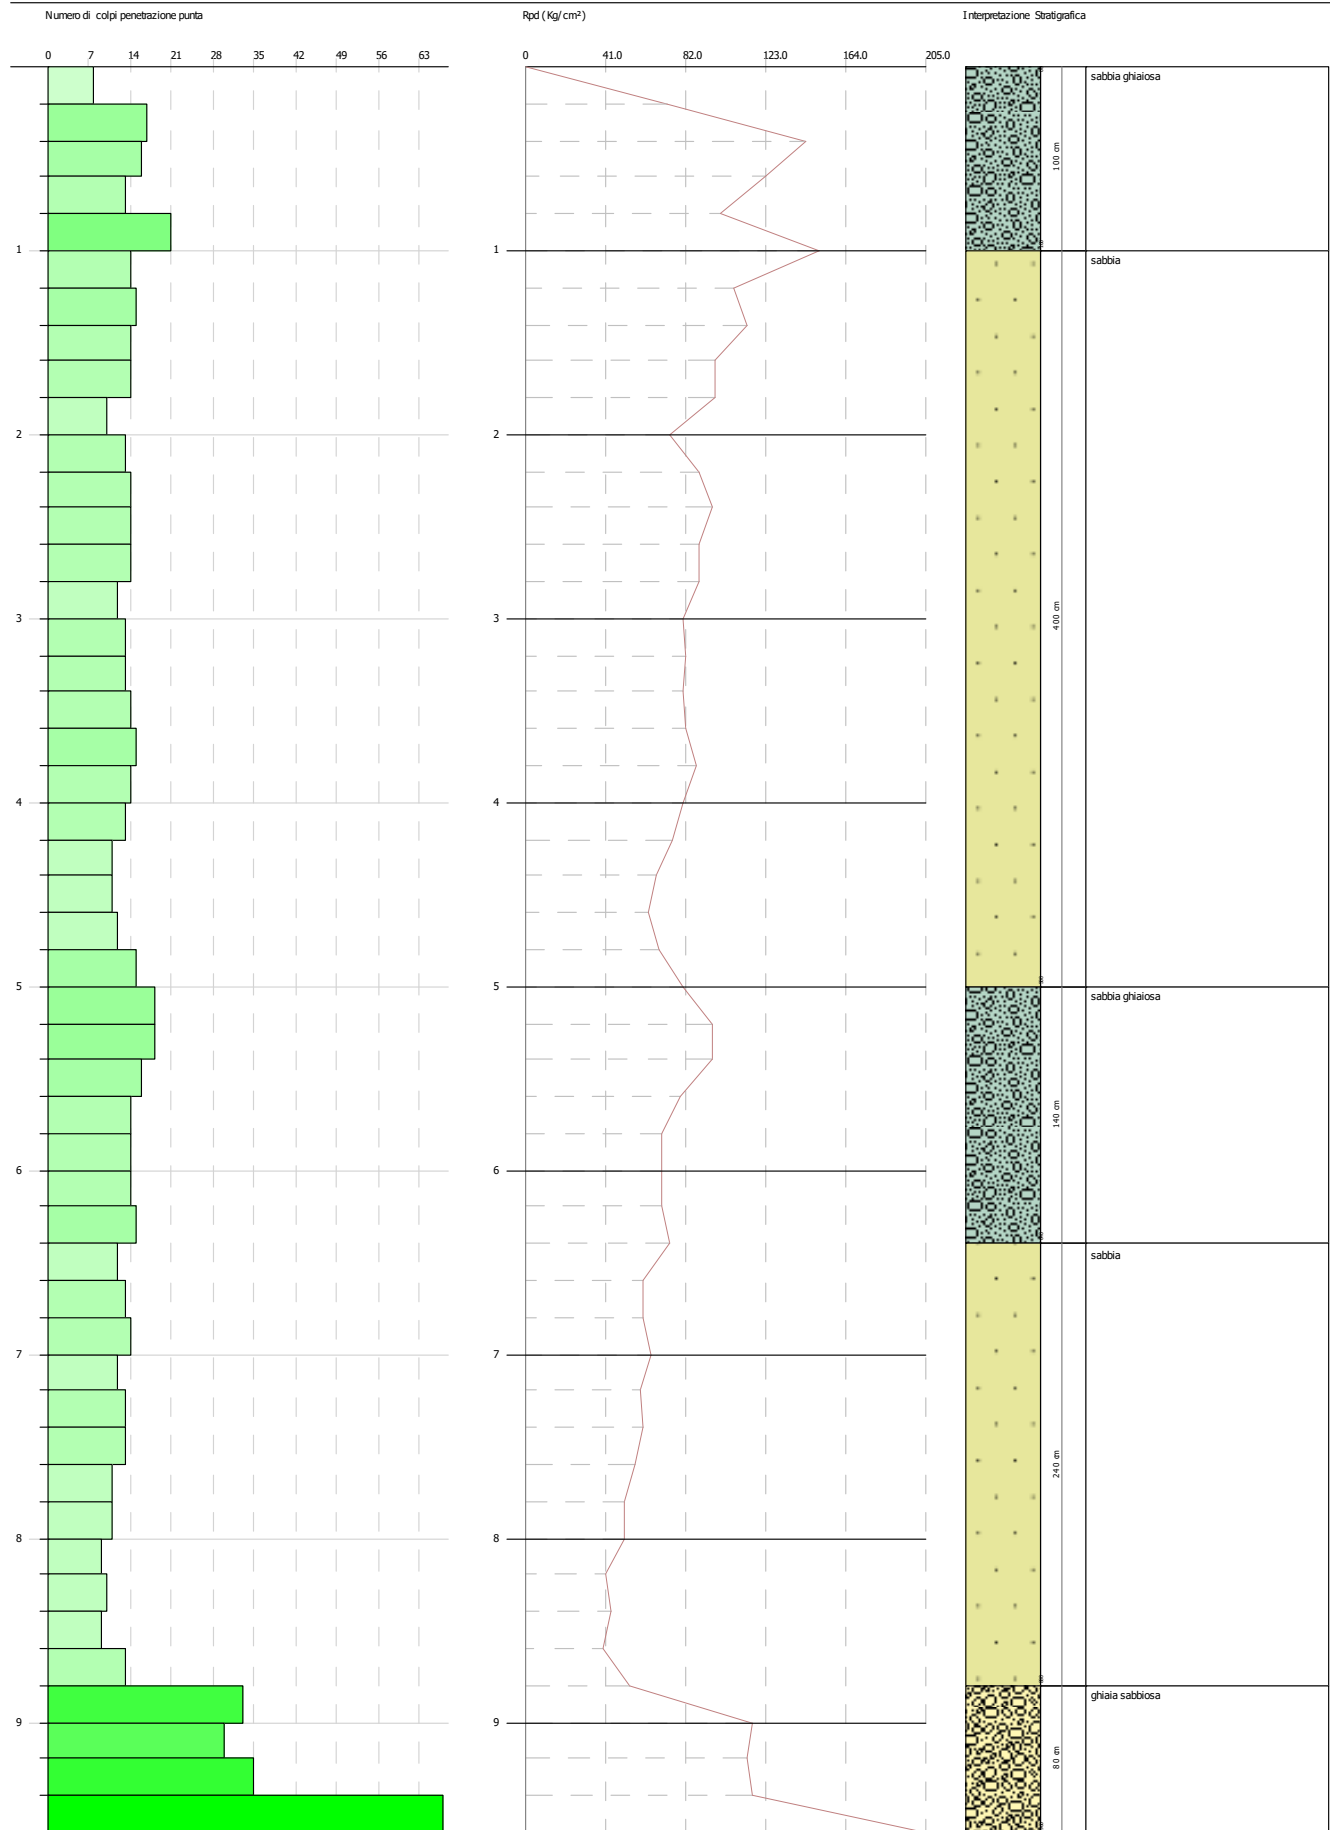 Numero di colpi penetrazione punta
Rpd (Kg/cm²)
Interpretazione Stratigrafica
0 7 14 21 28 35 42 49 56 63
0 41.0 82.0 123.0 164.0 205.0
sabbia ghiaiosa
100 cm
1 1
sabbia
2 2
400 cm
3 3
4 4
5 5
sabbia ghiaiosa
140 cm
6 6
sabbia
7 7
240 cm
8 8
ghiaia sabbiosa
9 9
80 cm